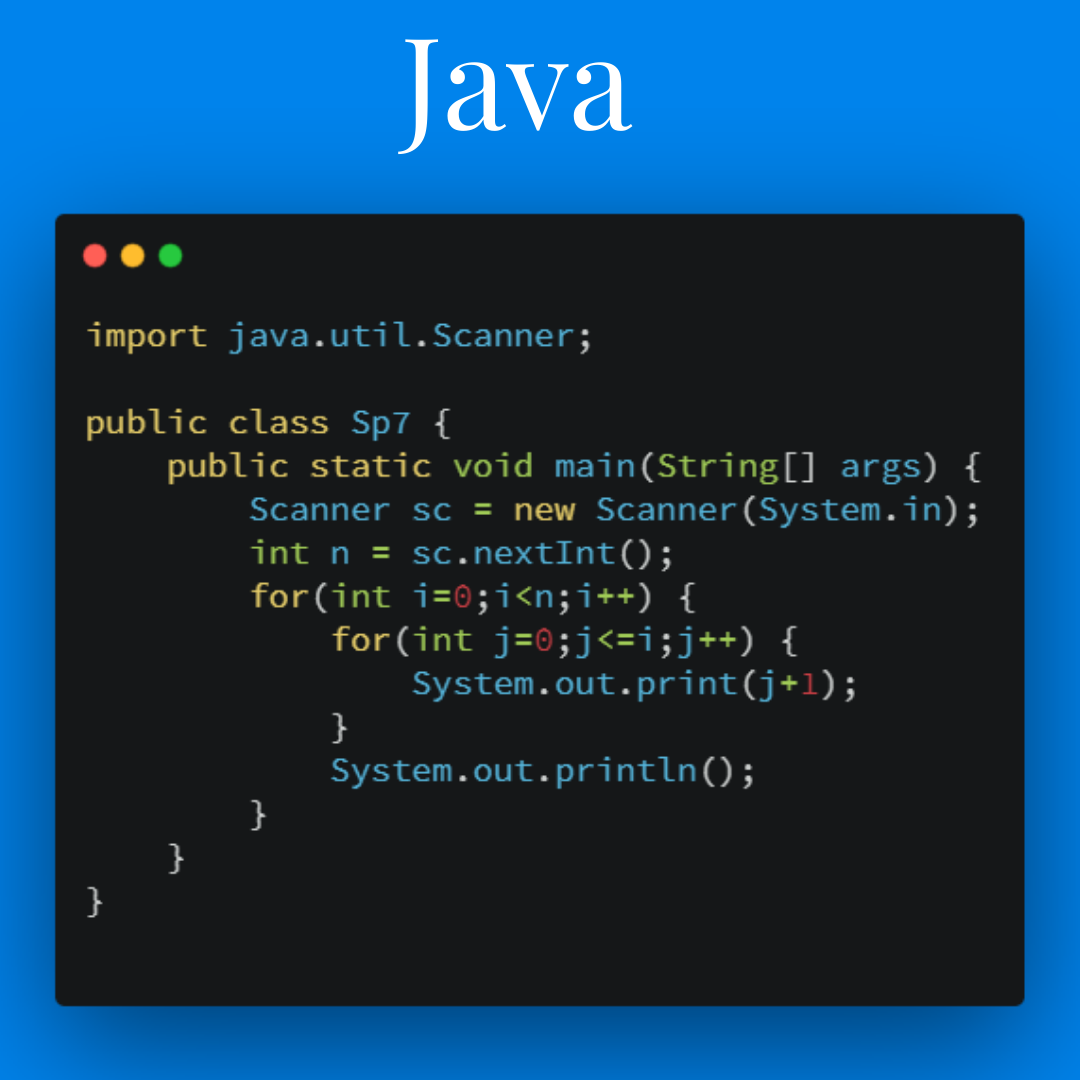 Java
import java.util.Scanner;
public class Sp7 {
    public static void main(String[] args) {
        Scanner sc = new Scanner(System.in);
        int n = sc.nextInt();
        for(int i=0;i<n;i++) {
            for(int j=0;j<=i;j++) {
                System.out.print(j+1);
            }
            System.out.println();
        }
    }
}